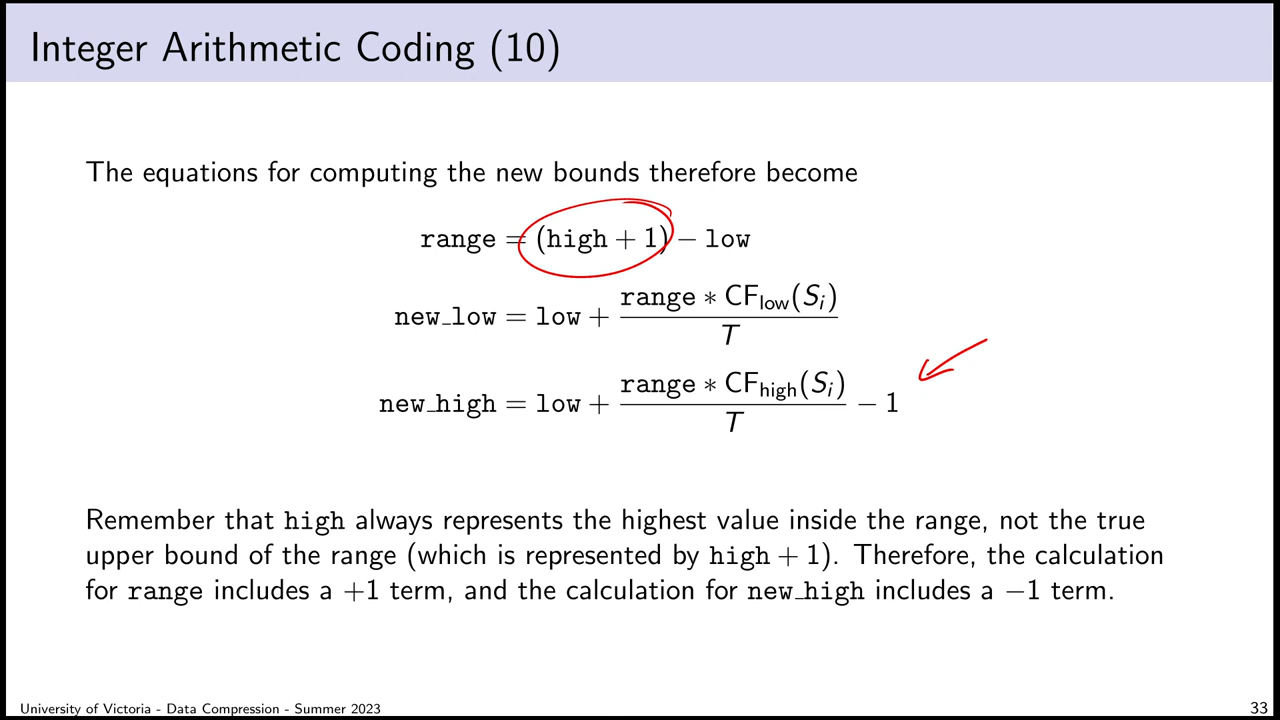 Integer Arithmetic Coding (10)
The equations for computing the new bounds therefore become
range = (high + 1) − low
new_low = low + range ∗ CF_low(S_i) / T
new_high = low + range ∗ CF_high(S_i) / T − 1
Remember that high always represents the highest value inside the range, not the true
upper bound of the range (which is represented by high + 1). Therefore, the calculation
for range includes a +1 term, and the calculation for new_high includes a −1 term.
University of Victoria - Data Compression - Summer 2023
33